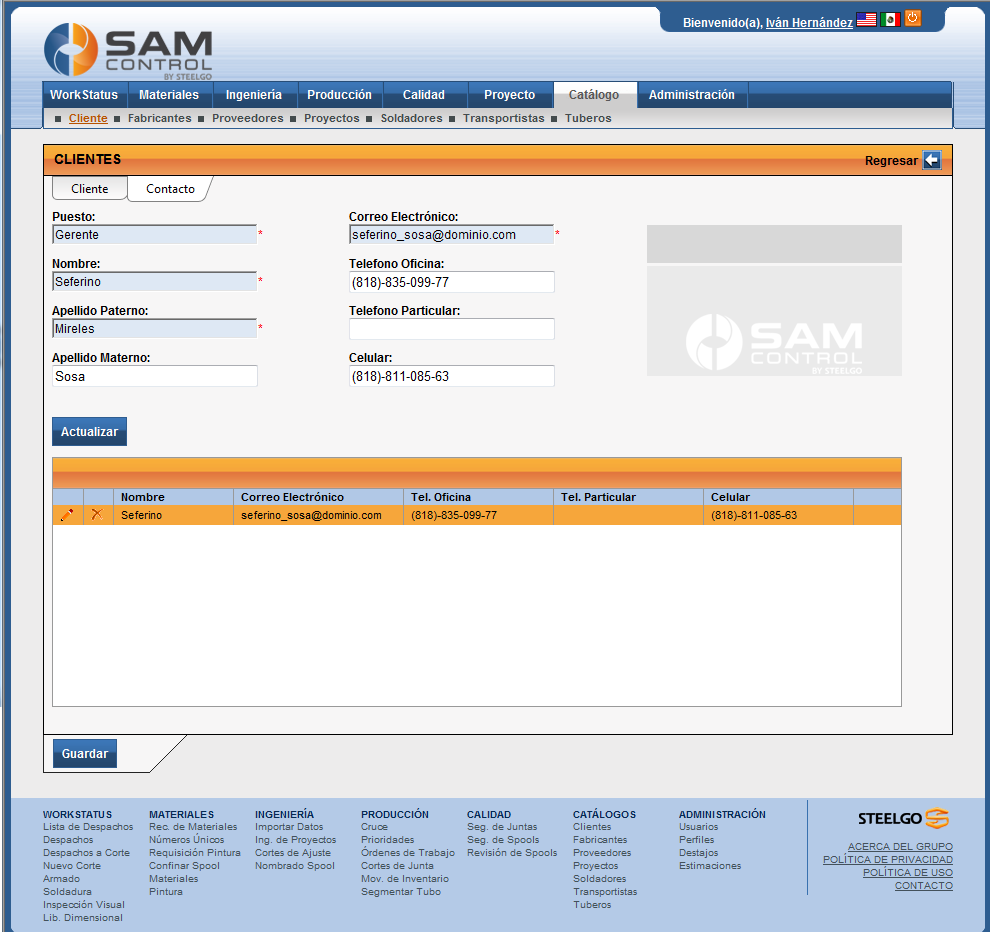 Bienvenido(a), Iván Hernández
SAM
CONTROL
BY STEELGO
WorkStatus Materiales Ingeniería Producción Calidad Proyecto Catálogo Administración
Cliente Fabricantes Proveedores Proyectos Soldadores Transportistas Tuberos
CLIENTES Regresar
Cliente Contacto
Puesto: Correo Electrónico:
Gerente * seferino_sosa@dominio.com *
Nombre: Telefono Oficina:
Seferino * (818)-835-099-77
Apellido Paterno: Telefono Particular:
Mireles *
SAM
CONTROL
BY STEELGO
Apellido Materno: Celular:
Sosa (818)-811-085-63
Actualizar
Nombre Correo Electrónico Tel. Oficina Tel. Particular Celular
Seferino seferino_sosa@dominio.com (818)-835-099-77 (818)-811-085-63
Guardar
WORKSTATUS
Lista de Despachos
Despachos
Despachos a Corte
Nuevo Corte
Armado
Soldadura
Inspección Visual
Lib. Dimensional
MATERIALES
Rec. de Materiales
Números Únicos
Requisición Pintura
Confinar Spool
Materiales
Pintura
INGENIERÍA
Importar Datos
Ing. de Proyectos
Cortes de Ajuste
Nombrado Spool
PRODUCCIÓN
Cruce
Prioridades
Órdenes de Trabajo
Cortes de Junta
Mov. de Inventario
Segmentar Tubo
CALIDAD
Seg. de Juntas
Seg. de Spools
Revisión de Spools
CATÁLOGOS
Clientes
Fabricantes
Proveedores
Proyectos
Soldadores
Transportistas
Tuberos
ADMINISTRACIÓN
Usuarios
Perfiles
Destajos
Estimaciones
STEELGO
ACERCA DEL GRUPO
POLÍTICA DE PRIVACIDAD
POLÍTICA DE USO
CONTACTO